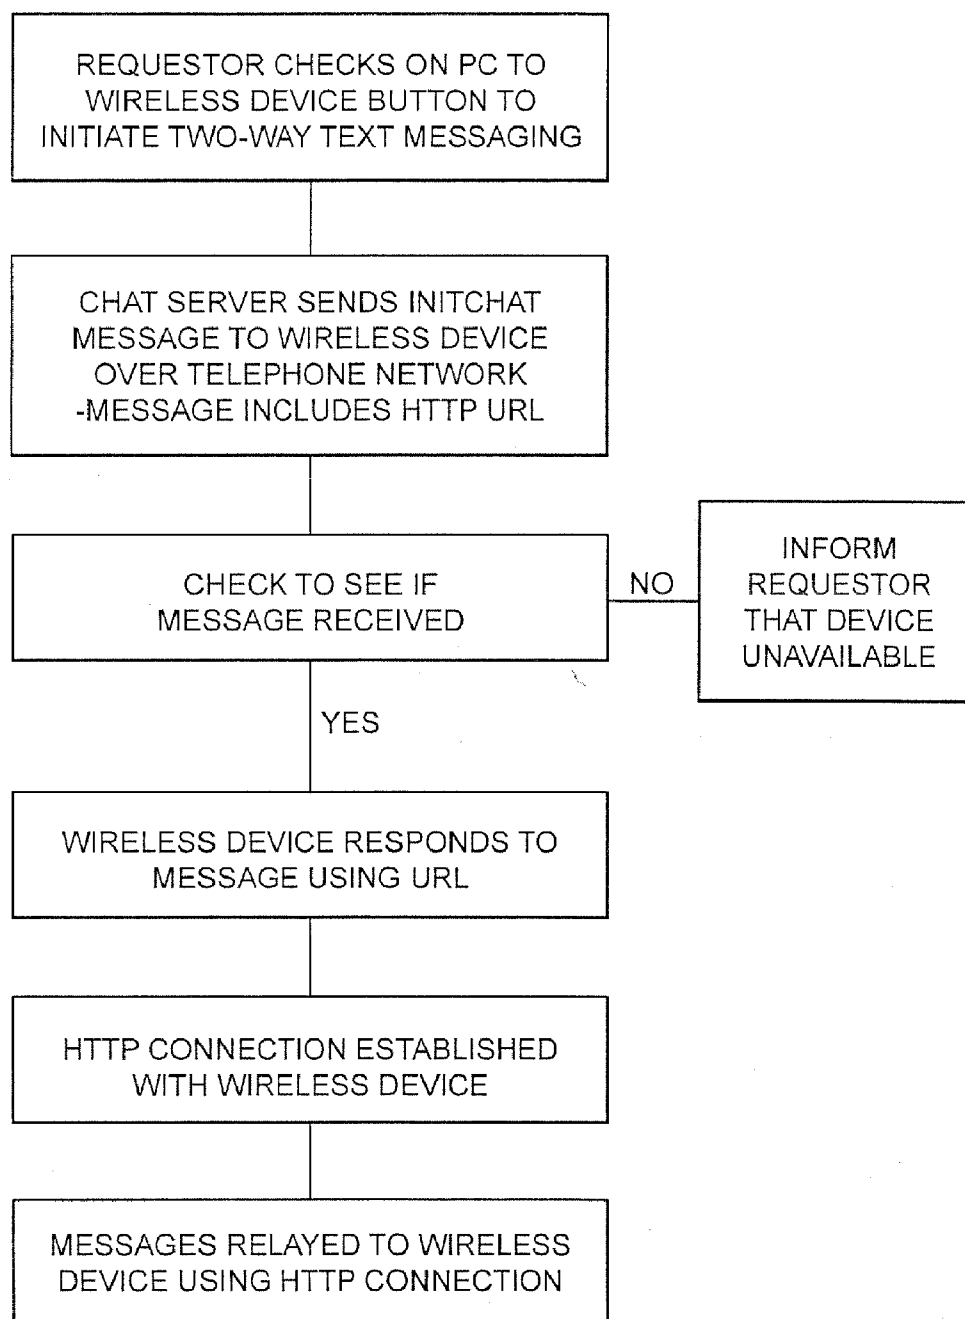 REQUESTOR CHECKS ON PC TO
WIRELESS DEVICE BUTTON TO
INITIATE TWO-WAY TEXT MESSAGING
CHAT SERVER SENDS INITCHAT
MESSAGE TO WIRELESS DEVICE
OVER TELEPHONE NETWORK
-MESSAGE INCLUDES HTTP URL
CHECK TO SEE IF
MESSAGE RECEIVED
NO
INFORM
REQUESTOR
THAT DEVICE
UNAVAILABLE
YES
WIRELESS DEVICE RESPONDS TO
MESSAGE USING URL
HTTP CONNECTION ESTABLISHED
WITH WIRELESS DEVICE
MESSAGES RELAYED TO WIRELESS
DEVICE USING HTTP CONNECTION